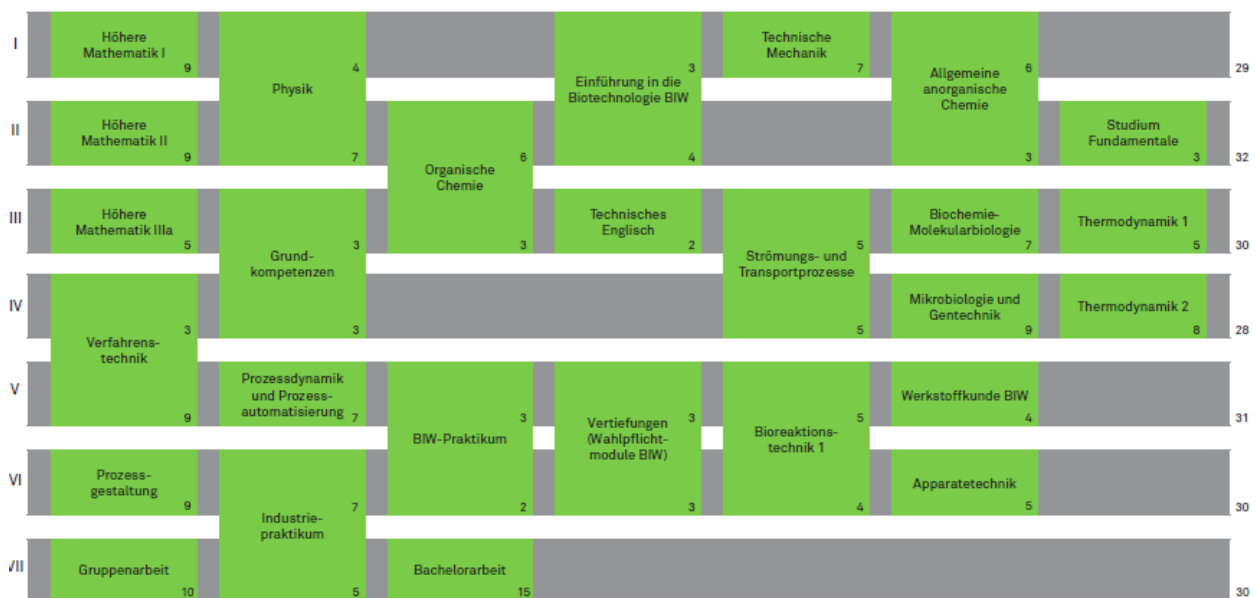 I
Höhere
Mathematik I
9
4
Physik
7
3
Einführung in die
Biotechnologie BIW
4
Technische
Mechanik
7
6
Allgemeine
anorganische
Chemie
3
29
II
Höhere
Mathematik II
9
6
Organische
Chemie
3
Studium
Fundamentale
3
32
III
Höhere
Mathematik IIIa
5
3
Grund-
kompetenzen
3
Technisches
Englisch
2
5
Strömungs- und
Transportprozesse
5
Biochemie-
Molekularbiologie
7
Thermodynamik 1
5
30
IV
3
Verfahrens-
technik
9
Mikrobiologie und
Gentechnik
9
Thermodynamik 2
8
28
V
Prozessdynamik
und Prozess-
automatisierung
7
3
BIW-Praktikum
2
3
Vertiefungen
(Wahlpflicht-
module BIW)
3
5
Bioreaktions-
technik 1
4
Werkstoffkunde BIW
4
31
VI
Prozess-
gestaltung
9
7
Industrie-
praktikum
5
Apparatetechnik
5
30
VII
Gruppenarbeit
10
Bachelorarbeit
15
30